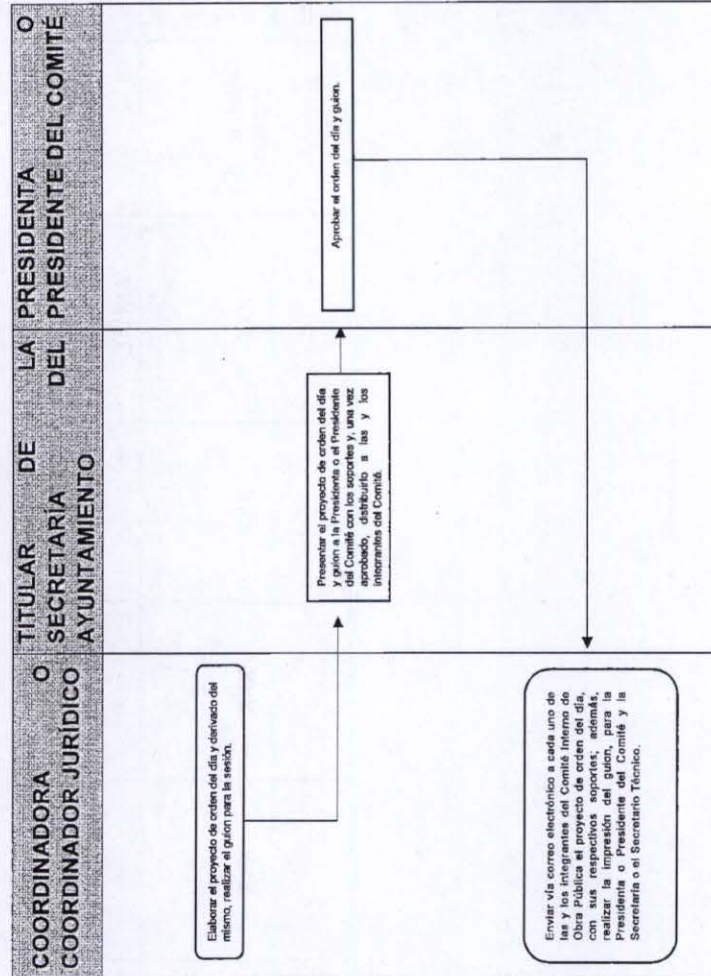 COORDINADORA O
COORDINADOR JURÍDICO
TITULAR DE LA
SECRETARÍA DEL
AYUNTAMIENTO
PRESIDENTA O
PRESIDENTE DEL COMITÉ
Elaborar el proyecto de orden del día y derivado del
mismo, realizar el guion para la sesión.
Presentar el proyecto de orden del día
y guion a la Presidenta o el Presidente
del Comité con los soportes y, una vez
aprobado, distribuirlo a las y los
integrantes del Comité.
Aprobar el orden del día y guion.
Enviar vía correo electrónico a cada uno de
las y los integrantes del Comité Interno de
Obra Pública el proyecto de orden del día,
con sus respectivos soportes; además,
realizar la impresión del guion, para la
Presidenta o Presidente del Comité y la
Secretaria o el Secretario Técnico.